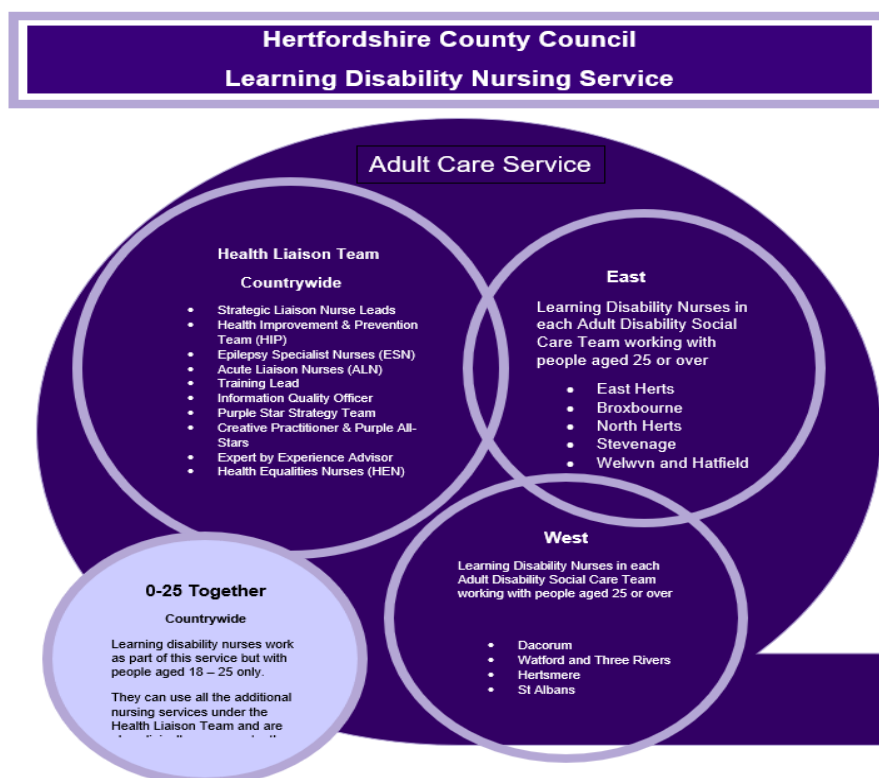 Hertfordshire County Council
Learning Disability Nursing Service
Adult Care Service
Health Liaison Team
Countrywide
• Strategic Liaison Nurse Leads
• Health Improvement & Prevention
Team (HIP)
• Epilepsy Specialist Nurses (ESN)
• Acute Liaison Nurses (ALN)
• Training Lead
• Information Quality Officer
• Purple Star Strategy Team
• Creative Practitioner & Purple All-
Stars
• Expert by Experience Advisor
• Health Equalities Nurses (HEN)
East
Learning Disability Nurses in
each Adult Disability Social
Care Team working with
people aged 25 or over
• East Herts
• Broxbourne
• North Herts
• Stevenage
• Welwyn and Hatfield
West
Learning Disability Nurses in each
Adult Disability Social Care Team
working with people aged 25 or over
• Dacorum
• Watford and Three Rivers
• Hertsmere
• St Albans
0-25 Together
Countrywide
Learning disability nurses work
as part of this service but with
people aged 18 – 25 only.
They can use all the additional
nursing services under the
Health Liaison Team and are